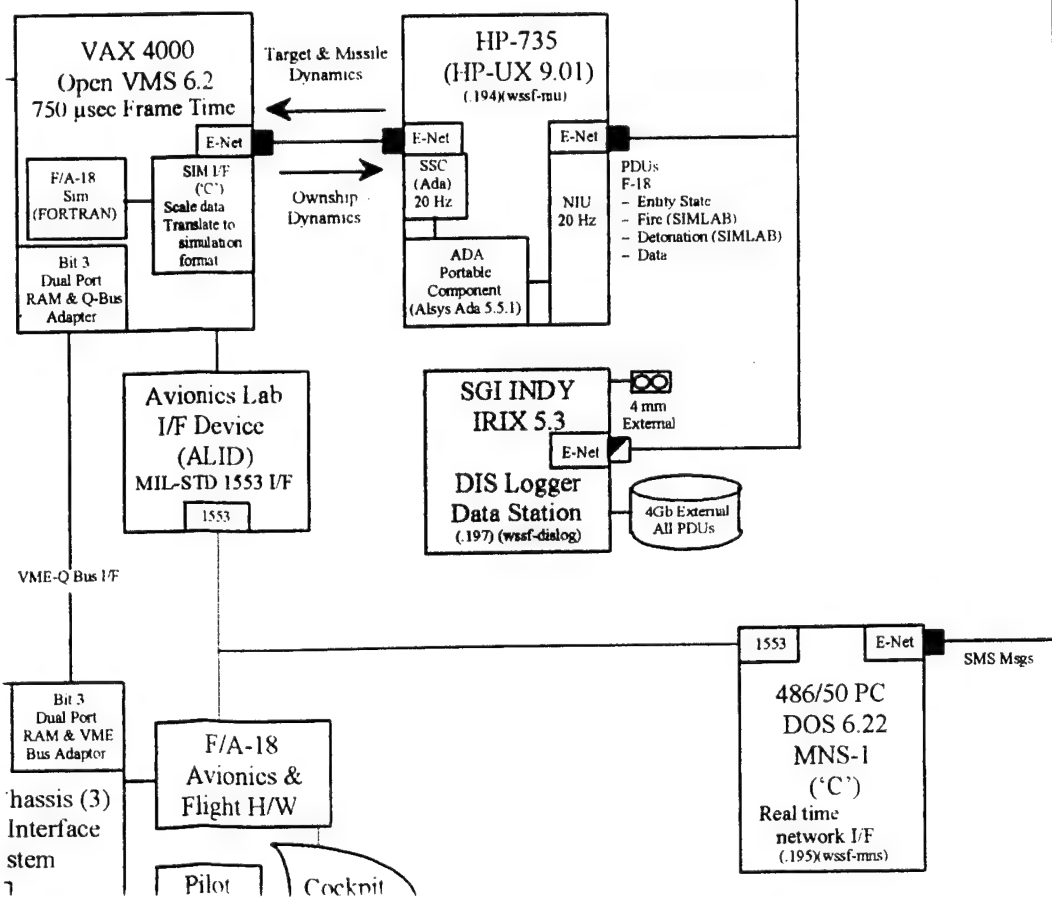 VAX 4000
Open VMS 6.2
750 µsec Frame Time
E-Net
F/A-18
Sim
(FORTRAN)
SIM I/F
('C')
Scale data
Translate to
simulation
format
Bit 3
Dual Port
RAM & Q-Bus
Adapter
Target & Missile
Dynamics
Ownship
Dynamics
HP-735
(HP-UX 9.01)
(.194)(wssf-mu)
E-Net
SSC
(Ada)
20 Hz
E-Net
NIU
20 Hz
ADA
Portable
Component
(Alsys Ada 5.5.1)
PDUs
F-18
– Entity State
– Fire (SIMLAB)
– Detonation (SIMLAB)
– Data
Avionics Lab
I/F Device
(ALID)
MIL-STD 1553 I/F
1553
SGI INDY
IRIX 5.3
E-Net
DIS Logger
Data Station
(.197) (wssf-dislog)
4 mm
External
4Gb External
All PDUs
VME-Q Bus I/F
1553
E-Net
SMS Msgs
486/50 PC
DOS 6.22
MNS-1
('C')
Real time
network I/F
(.195)(wssf-mns)
Bit 3
Dual Port
RAM & VME
Bus Adaptor
hassis (3)
Interface
stem
F/A-18
Avionics &
Flight H/W
Pilot
Cockpit